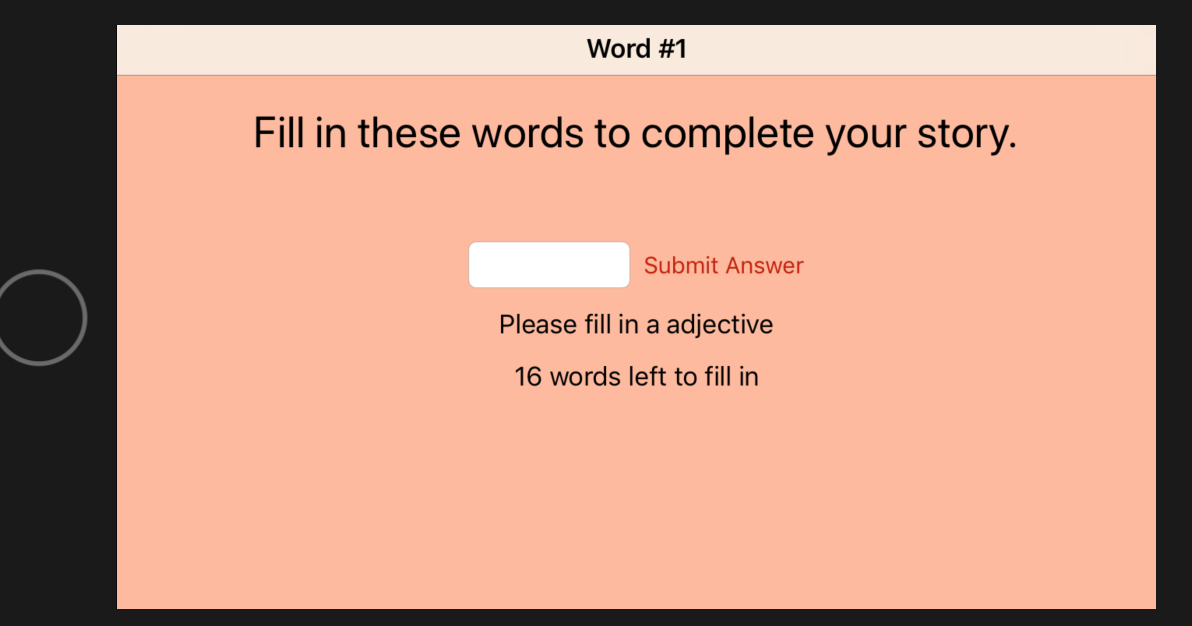 Word #1
Fill in these words to complete your story.
Submit Answer
Please fill in a adjective
16 words left to fill in